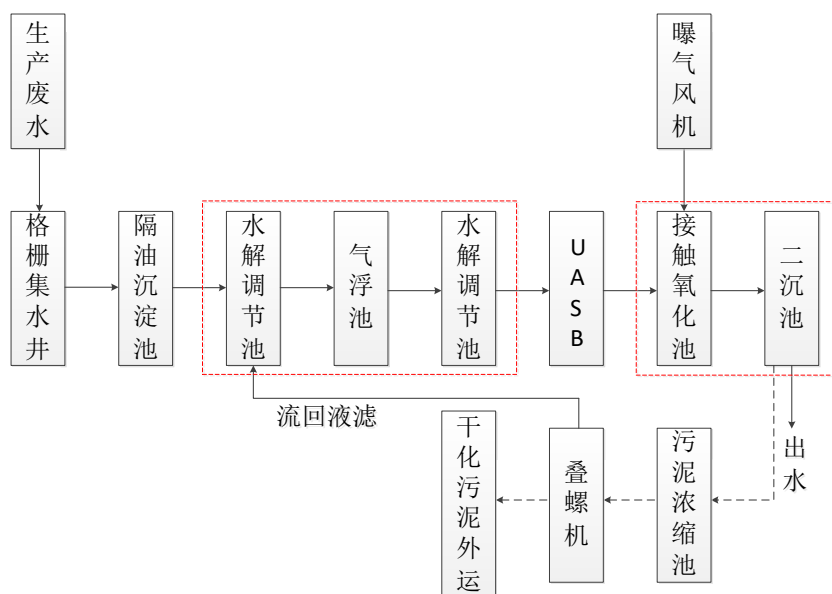 生产废水
曝气风机
格栅集水井
隔油沉淀池
水解调节池
气浮池
水解调节池
UASB
接触氧化池
二沉池
流回液滤
干化污泥外运
叠螺机
污泥浓缩池
出水